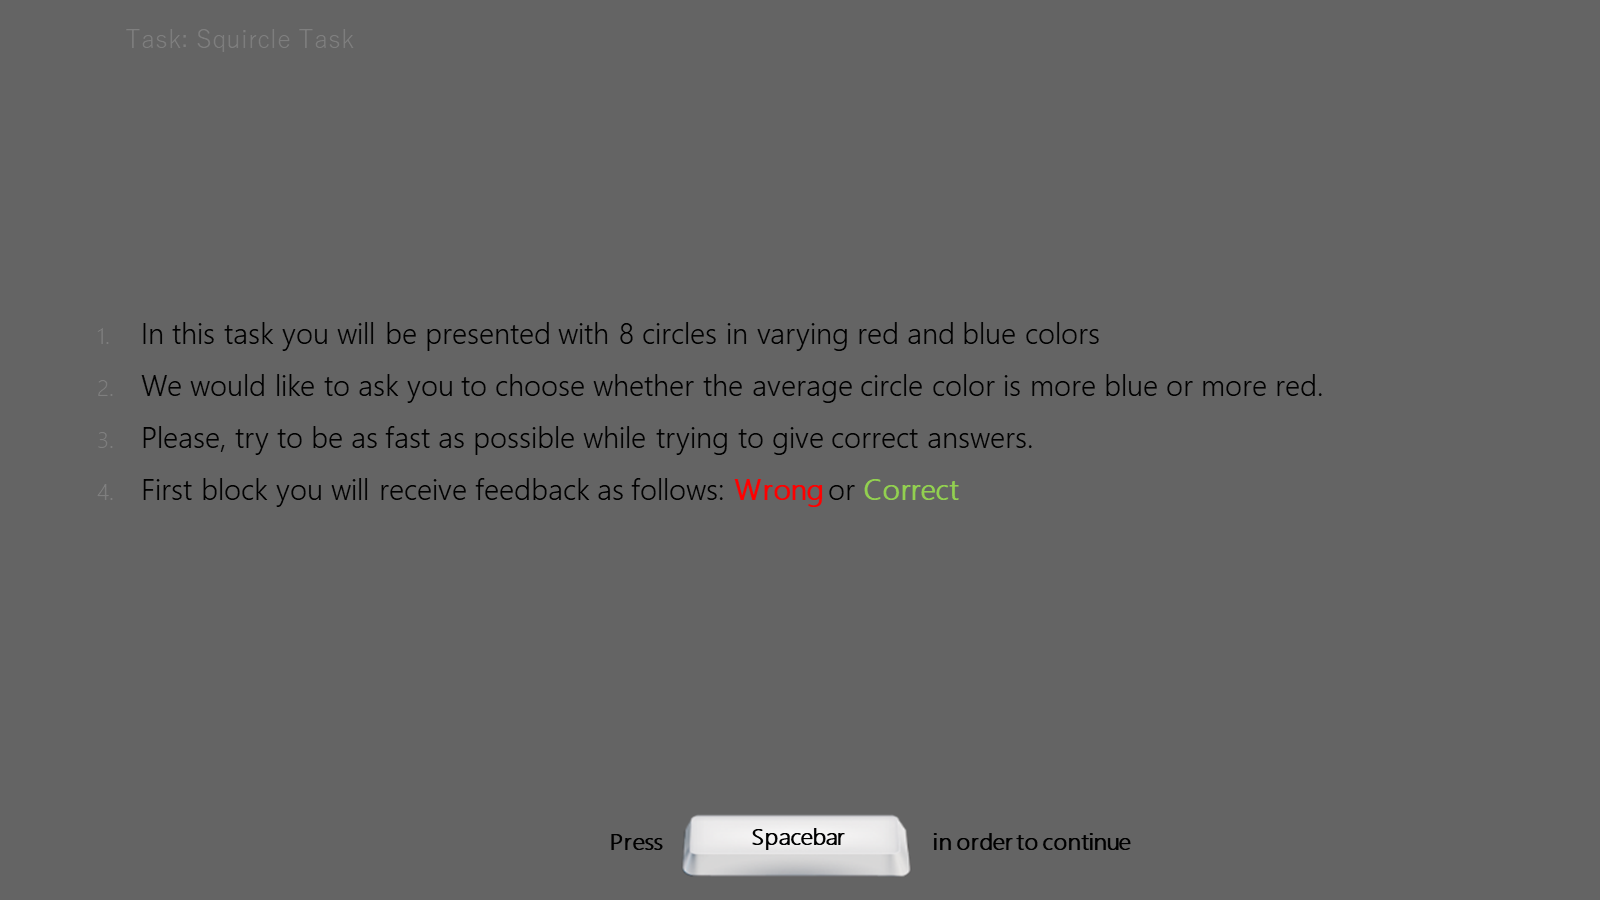 Task: Squircle Task
1. In this task you will be presented with 8 circles in varying red and blue colors
2. We would like to ask you to choose whether the average circle color is more blue or more red.
3. Please, try to be as fast as possible while trying to give correct answers.
4. First block you will receive feedback as follows: Wrong or Correct
Press Spacebar in order to continue